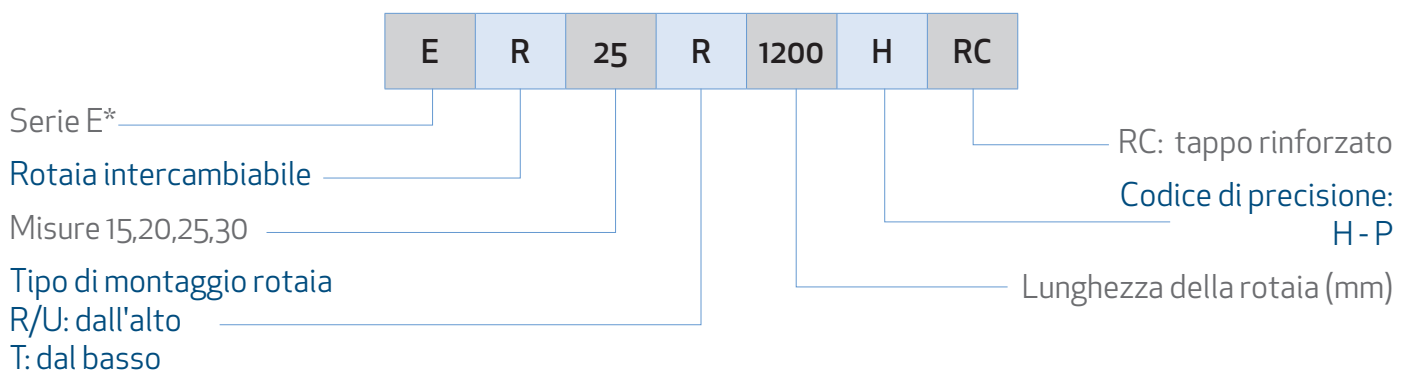 E R 25 R 1200 H RC
Serie E*
Rotaia intercambiabile
Misure 15,20,25,30
Tipo di montaggio rotaia
R/U: dall'alto
T: dal basso
RC: tappo rinforzato
Codice di precisione:
H - P
Lunghezza della rotaia (mm)